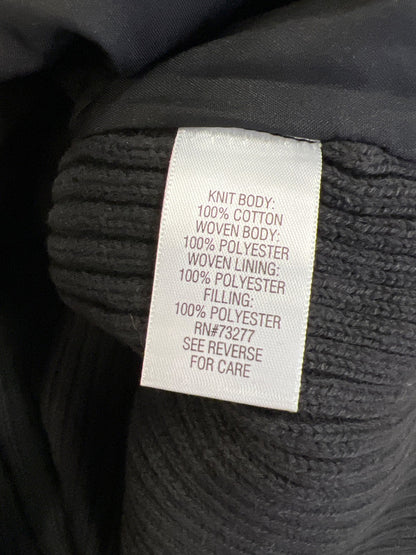 KNIT BODY:
100% COTTON
WOVEN BODY:
100% POLYESTER
WOVEN LINING:
100% POLYESTER
FILLING:
100% POLYESTER
RN#73277
SEE REVERSE
FOR CARE